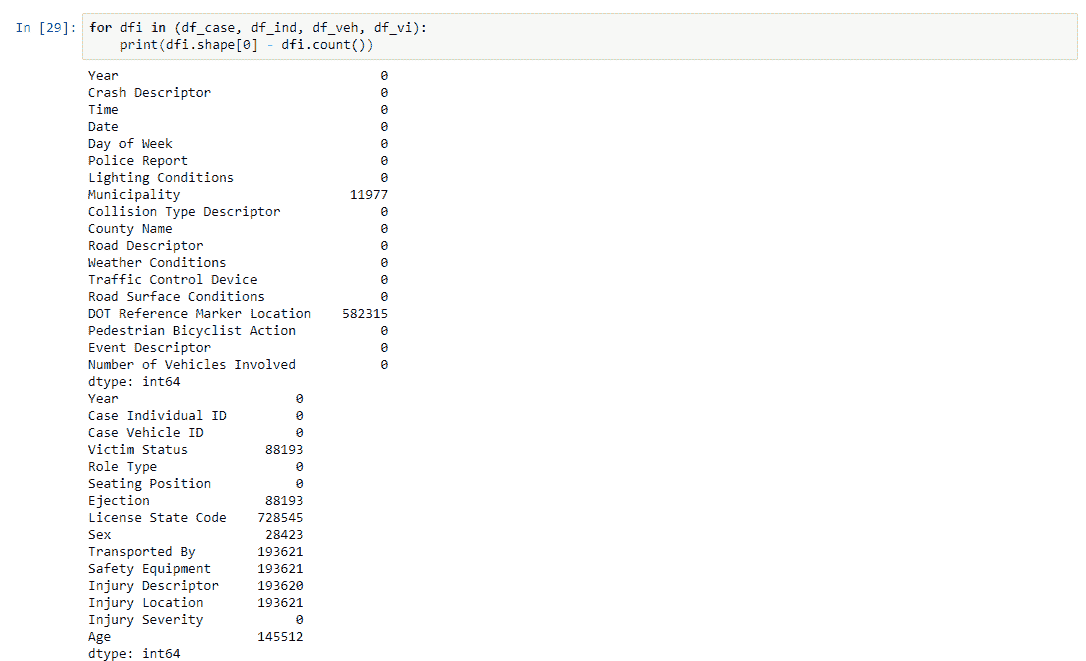 In [29]: for dfi in (df_case, df_ind, df_veh, df_vi):
    print(dfi.shape[0] - dfi.count())
Year 0
Crash Descriptor 0
Time 0
Date 0
Day of Week 0
Police Report 0
Lighting Conditions 0
Municipality 11977
Collision Type Descriptor 0
County Name 0
Road Descriptor 0
Weather Conditions 0
Traffic Control Device 0
Road Surface Conditions 0
DOT Reference Marker Location 582315
Pedestrian Bicyclist Action 0
Event Descriptor 0
Number of Vehicles Involved 0
dtype: int64
Year 0
Case Individual ID 0
Case Vehicle ID 0
Victim Status 88193
Role Type 0
Seating Position 0
Ejection 88193
License State Code 728545
Sex 28423
Transported By 193621
Safety Equipment 193621
Injury Descriptor 193620
Injury Location 193621
Injury Severity 0
Age 145512
dtype: int64